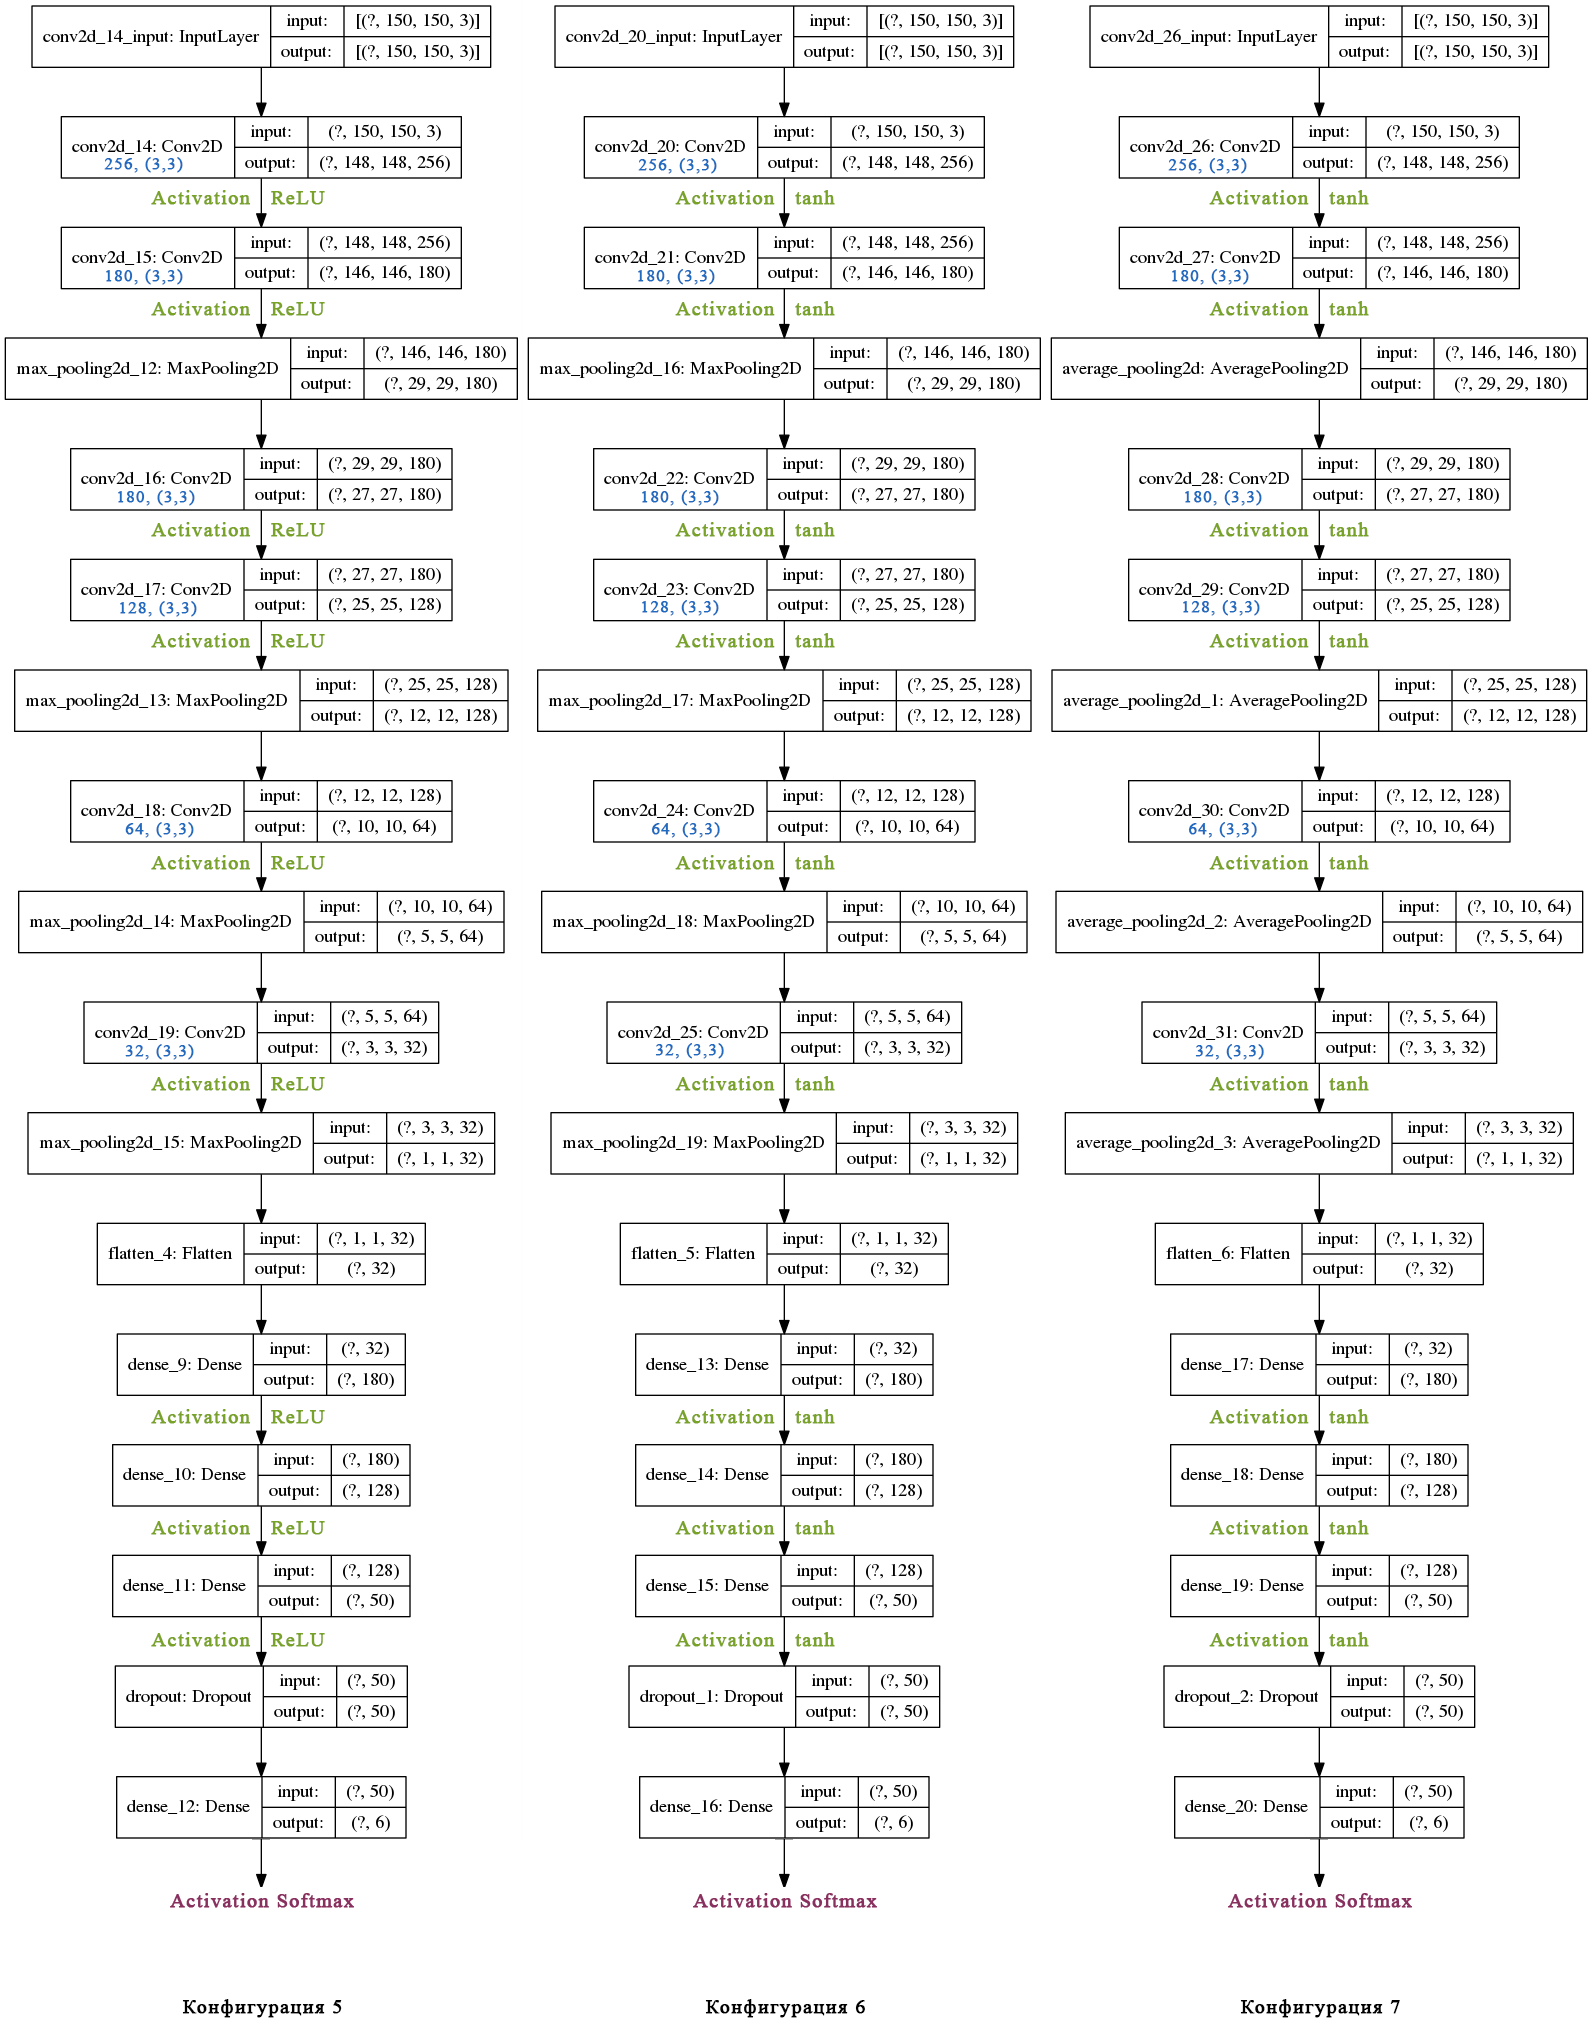 conv2d_14_input: InputLayer
input: [(?, 150, 150, 3)]
output: [(?, 150, 150, 3)]
conv2d_14: Conv2D
256, (3,3)
input: (?, 150, 150, 3)
output: (?, 148, 148, 256)
Activation ReLU
conv2d_15: Conv2D
180, (3,3)
input: (?, 148, 148, 256)
output: (?, 146, 146, 180)
Activation ReLU
max_pooling2d_12: MaxPooling2D
input: (?, 146, 146, 180)
output: (?, 29, 29, 180)
conv2d_16: Conv2D
180, (3,3)
input: (?, 29, 29, 180)
output: (?, 27, 27, 180)
Activation ReLU
conv2d_17: Conv2D
128, (3,3)
input: (?, 27, 27, 180)
output: (?, 25, 25, 128)
Activation ReLU
max_pooling2d_13: MaxPooling2D
input: (?, 25, 25, 128)
output: (?, 12, 12, 128)
conv2d_18: Conv2D
64, (3,3)
input: (?, 12, 12, 128)
output: (?, 10, 10, 64)
Activation ReLU
max_pooling2d_14: MaxPooling2D
input: (?, 10, 10, 64)
output: (?, 5, 5, 64)
conv2d_19: Conv2D
32, (3,3)
input: (?, 5, 5, 64)
output: (?, 3, 3, 32)
Activation ReLU
max_pooling2d_15: MaxPooling2D
input: (?, 3, 3, 32)
output: (?, 1, 1, 32)
flatten_4: Flatten
input: (?, 1, 1, 32)
output: (?, 32)
dense_9: Dense
input: (?, 32)
output: (?, 180)
Activation ReLU
dense_10: Dense
input: (?, 180)
output: (?, 128)
Activation ReLU
dense_11: Dense
input: (?, 128)
output: (?, 50)
Activation ReLU
dropout: Dropout
input: (?, 50)
output: (?, 50)
dense_12: Dense
input: (?, 50)
output: (?, 6)
Activation Softmax
Конфигурация 5
conv2d_20_input: InputLayer
input: [(?, 150, 150, 3)]
output: [(?, 150, 150, 3)]
conv2d_20: Conv2D
256, (3,3)
input: (?, 150, 150, 3)
output: (?, 148, 148, 256)
Activation tanh
conv2d_21: Conv2D
180, (3,3)
input: (?, 148, 148, 256)
output: (?, 146, 146, 180)
Activation tanh
max_pooling2d_16: MaxPooling2D
input: (?, 146, 146, 180)
output: (?, 29, 29, 180)
conv2d_22: Conv2D
180, (3,3)
input: (?, 29, 29, 180)
output: (?, 27, 27, 180)
Activation tanh
conv2d_23: Conv2D
128, (3,3)
input: (?, 27, 27, 180)
output: (?, 25, 25, 128)
Activation tanh
max_pooling2d_17: MaxPooling2D
input: (?, 25, 25, 128)
output: (?, 12, 12, 128)
conv2d_24: Conv2D
64, (3,3)
input: (?, 12, 12, 128)
output: (?, 10, 10, 64)
Activation tanh
max_pooling2d_18: MaxPooling2D
input: (?, 10, 10, 64)
output: (?, 5, 5, 64)
conv2d_25: Conv2D
32, (3,3)
input: (?, 5, 5, 64)
output: (?, 3, 3, 32)
Activation tanh
max_pooling2d_19: MaxPooling2D
input: (?, 3, 3, 32)
output: (?, 1, 1, 32)
flatten_5: Flatten
input: (?, 1, 1, 32)
output: (?, 32)
dense_13: Dense
input: (?, 32)
output: (?, 180)
Activation tanh
dense_14: Dense
input: (?, 180)
output: (?, 128)
Activation tanh
dense_15: Dense
input: (?, 128)
output: (?, 50)
Activation tanh
dropout_1: Dropout
input: (?, 50)
output: (?, 50)
dense_16: Dense
input: (?, 50)
output: (?, 6)
Activation Softmax
Конфигурация 6
conv2d_26_input: InputLayer
input: [(?, 150, 150, 3)]
output: [(?, 150, 150, 3)]
conv2d_26: Conv2D
256, (3,3)
input: (?, 150, 150, 3)
output: (?, 148, 148, 256)
Activation tanh
conv2d_27: Conv2D
180, (3,3)
input: (?, 148, 148, 256)
output: (?, 146, 146, 180)
Activation tanh
average_pooling2d: AveragePooling2D
input: (?, 146, 146, 180)
output: (?, 29, 29, 180)
conv2d_28: Conv2D
180, (3,3)
input: (?, 29, 29, 180)
output: (?, 27, 27, 180)
Activation tanh
conv2d_29: Conv2D
128, (3,3)
input: (?, 27, 27, 180)
output: (?, 25, 25, 128)
Activation tanh
average_pooling2d_1: AveragePooling2D
input: (?, 25, 25, 128)
output: (?, 12, 12, 128)
conv2d_30: Conv2D
64, (3,3)
input: (?, 12, 12, 128)
output: (?, 10, 10, 64)
Activation tanh
average_pooling2d_2: AveragePooling2D
input: (?, 10, 10, 64)
output: (?, 5, 5, 64)
conv2d_31: Conv2D
32, (3,3)
input: (?, 5, 5, 64)
output: (?, 3, 3, 32)
Activation tanh
average_pooling2d_3: AveragePooling2D
input: (?, 3, 3, 32)
output: (?, 1, 1, 32)
flatten_6: Flatten
input: (?, 1, 1, 32)
output: (?, 32)
dense_17: Dense
input: (?, 32)
output: (?, 180)
Activation tanh
dense_18: Dense
input: (?, 180)
output: (?, 128)
Activation tanh
dense_19: Dense
input: (?, 128)
output: (?, 50)
Activation tanh
dropout_2: Dropout
input: (?, 50)
output: (?, 50)
dense_20: Dense
input: (?, 50)
output: (?, 6)
Activation Softmax
Конфигурация 7